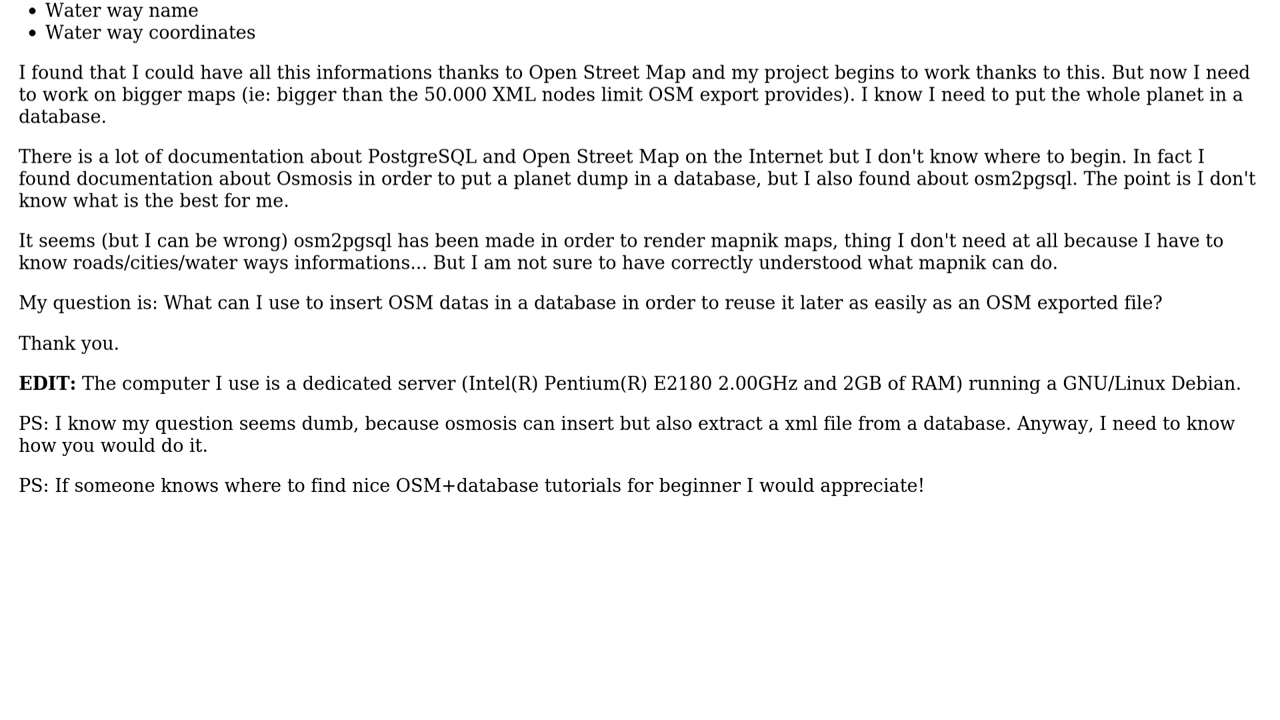 • Water way name
• Water way coordinates
I found that I could have all this informations thanks to Open Street Map and my project begins to work thanks to this. But now I need
to work on bigger maps (ie: bigger than the 50.000 XML nodes limit OSM export provides). I know I need to put the whole planet in a
database.
There is a lot of documentation about PostgreSQL and Open Street Map on the Internet but I don't know where to begin. In fact I
found documentation about Osmosis in order to put a planet dump in a database, but I also found about osm2pgsql. The point is I don't
know what is the best for me.
It seems (but I can be wrong) osm2pgsql has been made in order to render mapnik maps, thing I don't need at all because I have to
know roads/cities/water ways informations... But I am not sure to have correctly understood what mapnik can do.
My question is: What can I use to insert OSM datas in a database in order to reuse it later as easily as an OSM exported file?
Thank you.
EDIT: The computer I use is a dedicated server (Intel(R) Pentium(R) E2180 2.00GHz and 2GB of RAM) running a GNU/Linux Debian.
PS: I know my question seems dumb, because osmosis can insert but also extract a xml file from a database. Anyway, I need to know
how you would do it.
PS: If someone knows where to find nice OSM+database tutorials for beginner I would appreciate!